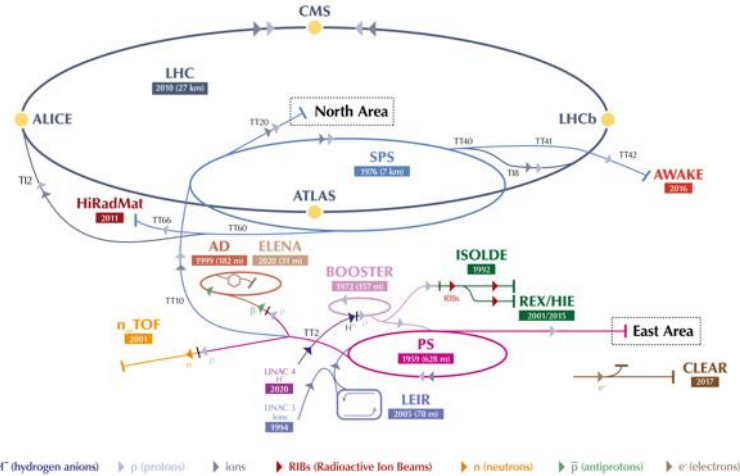 CMS
LHC
2010 (27 km)
North Area
TT20
ALICE
LHCb
TT40
TT41
SPS
1976 (7 km)
TI8
TT42
TI2
AWAKE
2016
ATLAS
HiRadMat
2011
TT66
TT60
AD
1999 (182 m)
ELENA
2020 (31 m)
ISOLDE
1992
BOOSTER
1972 (157 m)
RIBs
REX/HIE
2001/2015
TT10
p̅
p
H⁻
p
n_TOF
2001
TT2
East Area
PS
1959 (628 m)
n
p
LINAC 4
H⁻
2020
CLEAR
2017
e⁻
LEIR
2005 (78 m)
LINAC 3
Ions
1994
H⁻ (hydrogen anions) p (protons) ions RIBs (Radioactive Ion Beams) n (neutrons) p̅ (antiprotons) e⁻ (electrons)